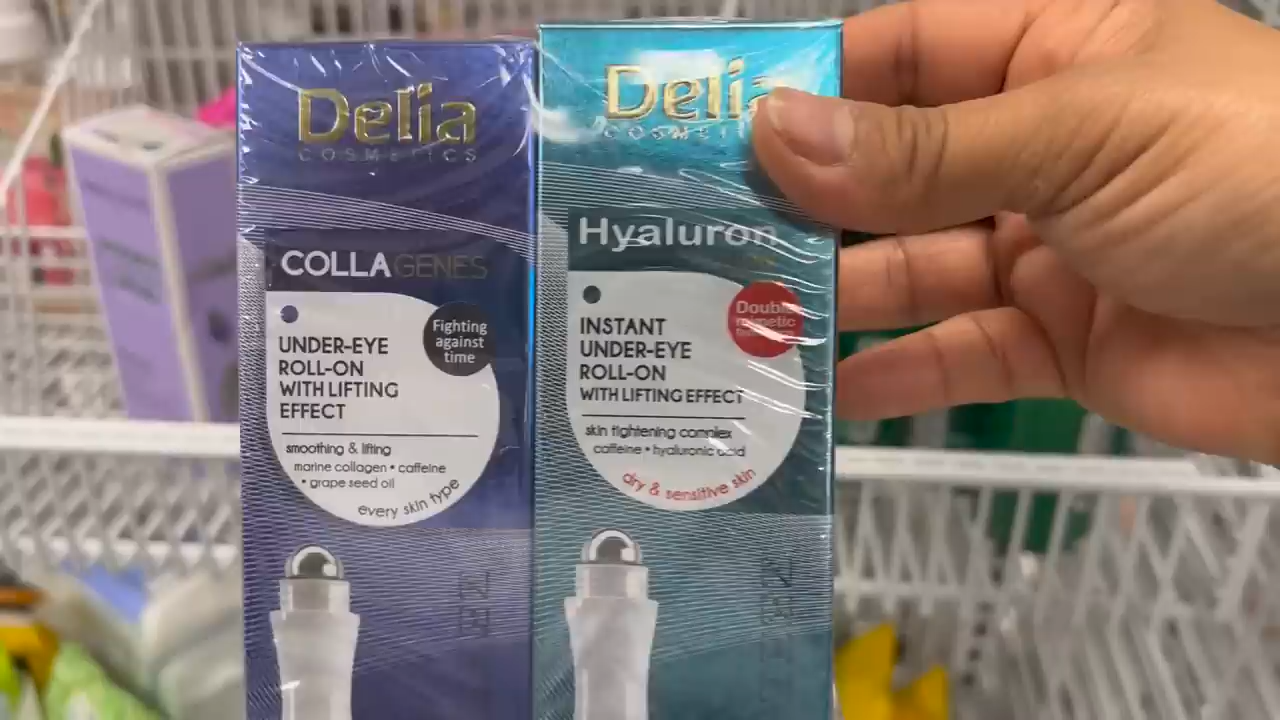 Delia
COSMETICS
COLLAGENES
Fighting
against
time
UNDER-EYE
ROLL-ON
WITH LIFTING
EFFECT
smoothing & lifting
marine collagen • caffeine
• grape seed oil
every skin type
Delia
COSMETI
Hyaluron
Double
INSTANT
UNDER-EYE
ROLL-ON
WITH LIFTING EFFECT
skin tightening complex
caffeine • hyaluronic acid
dry & sensitive skin